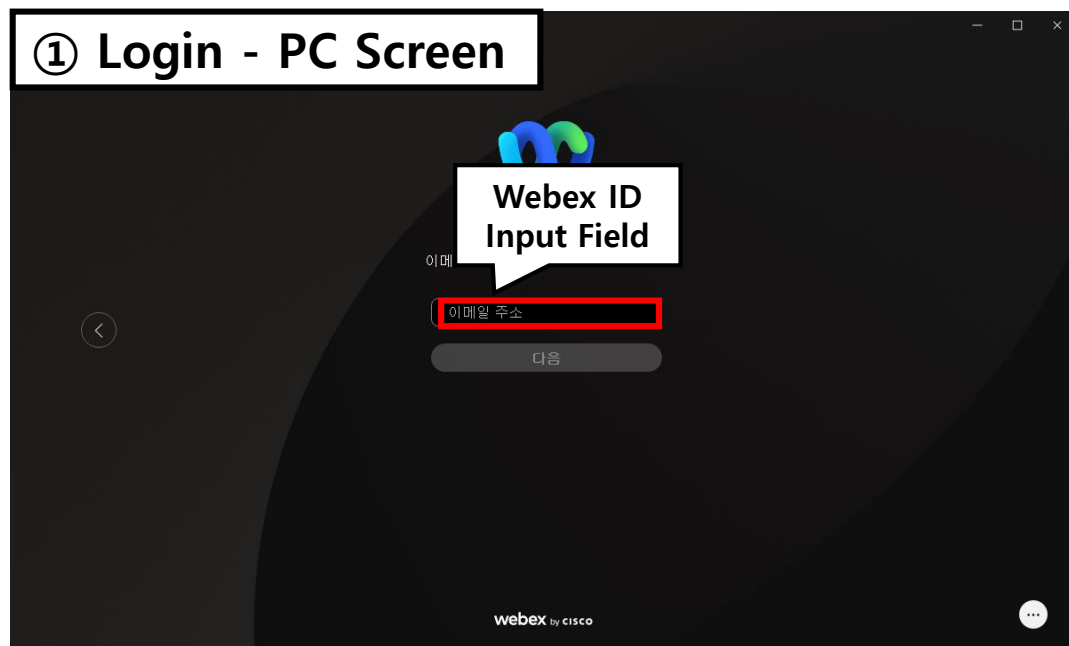 ① Login - PC Screen
Webex ID
Input Field
이메
이메일 주소
다음
webex by CISCO